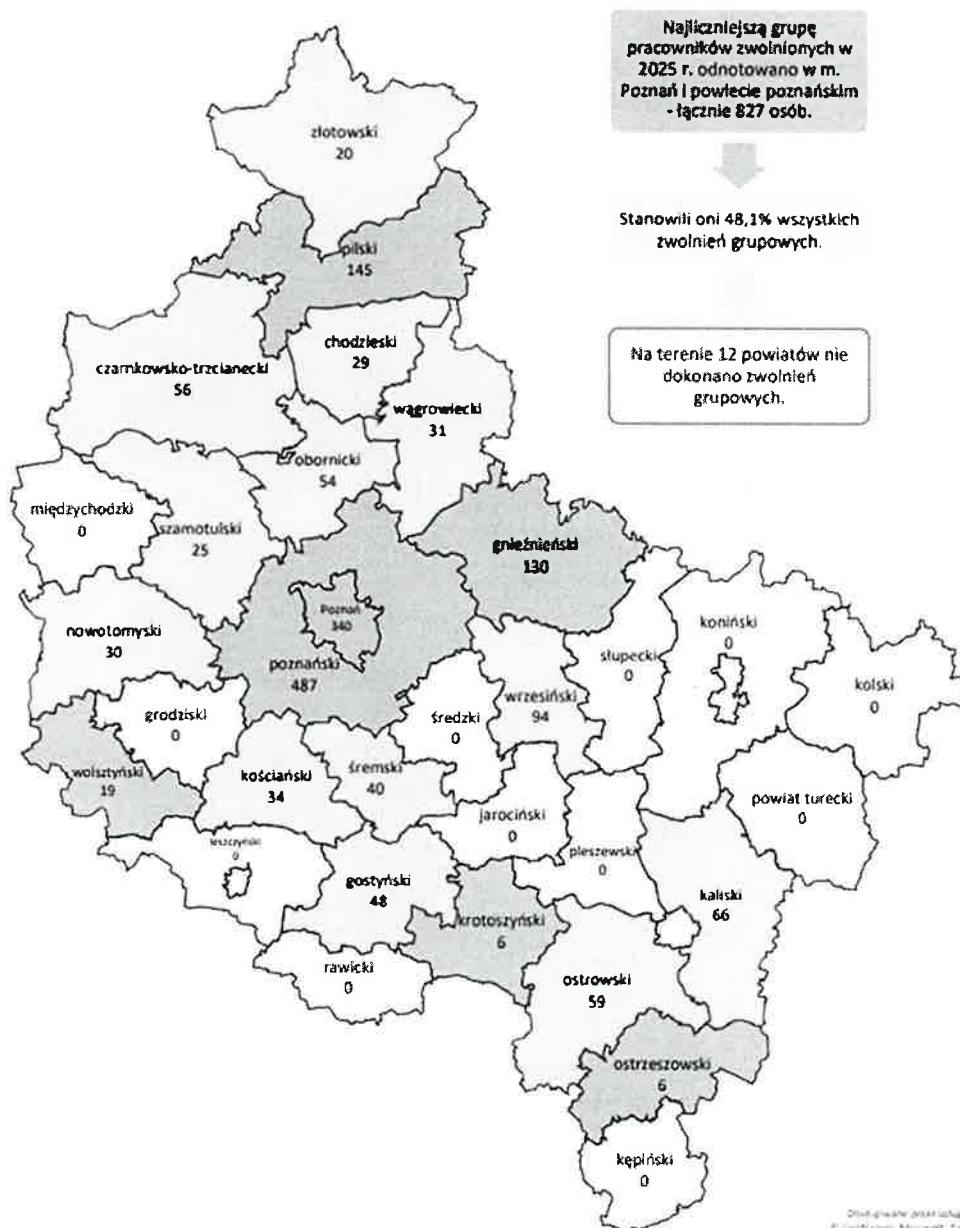 Najliczniejszą grupę
pracowników zwolnionych w
2025 r. odnotowano w m.
Poznań i powiecie poznańskim
- łącznie 827 osób.
Stanowili oni 48,1% wszystkich
zwolnień grupowych.
Na terenie 12 powiatów nie
dokonano zwolnień
grupowych.
złotowski
20
pilski
145
chodzieski
29
czarnkowsko-trzcianecki
56
wągrowiecki
31
obornicki
54
międzychodzki
0
szamotulski
25
gnieźnieński
130
Poznań
340
poznański
487
nowotomyski
30
koniński
0
słupecki
0
kolski
0
wrzesiński
94
grodziski
0
średzki
0
wolsztyński
19
kościański
34
śremski
40
powiat turecki
0
jarociński
0
leszczyński
0
pleszewski
0
gostyński
48
kaliski
66
krotoszyński
6
rawicki
0
ostrowski
59
ostrzeszowski
6
kępiński
0